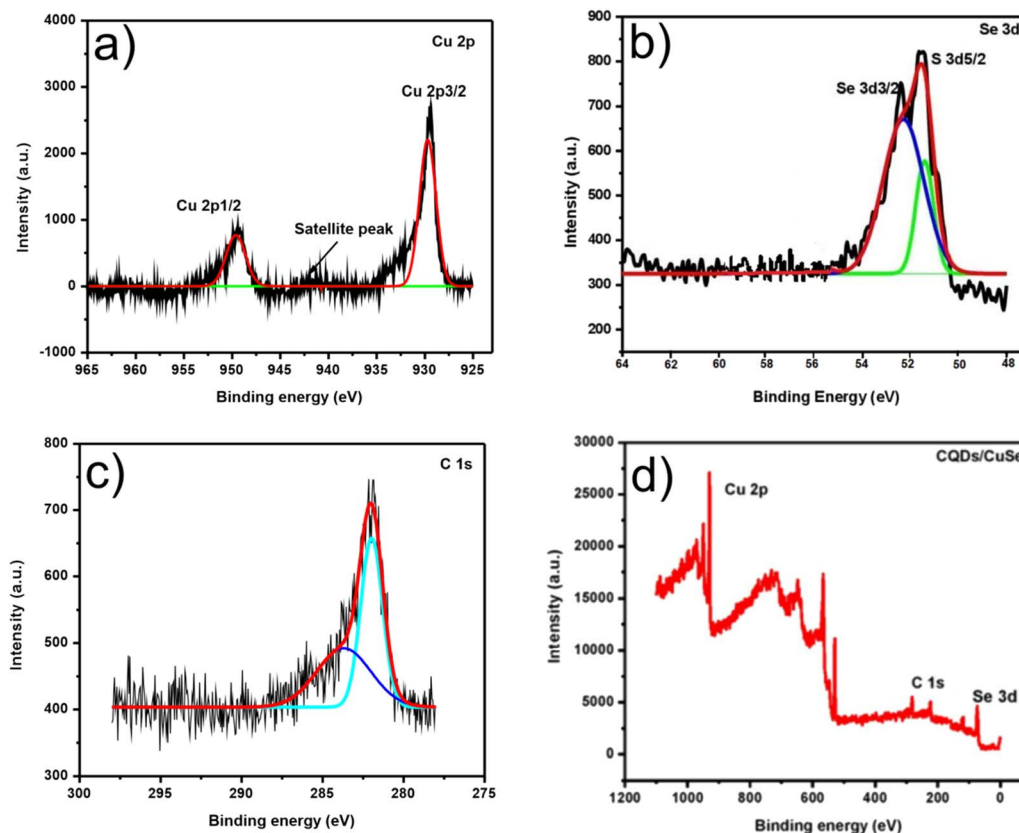 a)
Cu 2p
Cu 2p3/2
Cu 2p1/2
Satellite peak
4000
3000
2000
1000
0
-1000
Intensity (a.u.)
965 960 955 950 945 940 935 930 925
Binding energy (eV)
b)
Se 3d
S 3d5/2
Se 3d3/2
900
800
700
600
500
400
300
200
Intensity (a.u.)
64 62 60 58 56 54 52 50 48
Binding Energy (eV)
c)
C 1s
800
700
600
500
400
300
Intensity (a.u.)
300 295 290 285 280 275
Binding energy (eV)
d)
CQDs/CuSe
Cu 2p
C 1s
Se 3d
30000
25000
20000
15000
10000
5000
0
Intensity (a.u.)
1200 1000 800 600 400 200 0
Binding energy (eV)